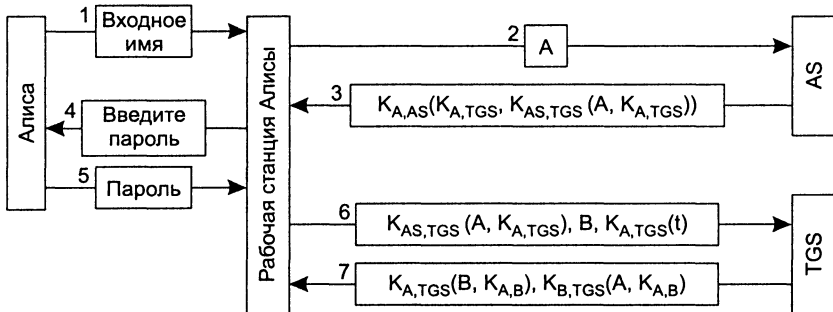 Алиса
1
Входное
имя
4
Введите
пароль
5
Пароль
Рабочая станция Алисы
2
A
3
K_A,AS(K_A,TGS, K_AS,TGS (A, K_A,TGS))
AS
6
K_AS,TGS (A, K_A,TGS), B, K_A,TGS(t)
7
K_A,TGS(B, K_A,B), K_B,TGS(A, K_A,B)
TGS